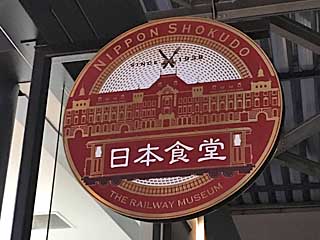 NIPPON SHOKUDO
SINCE 1938
日本食堂
THE RAILWAY MUSEUM